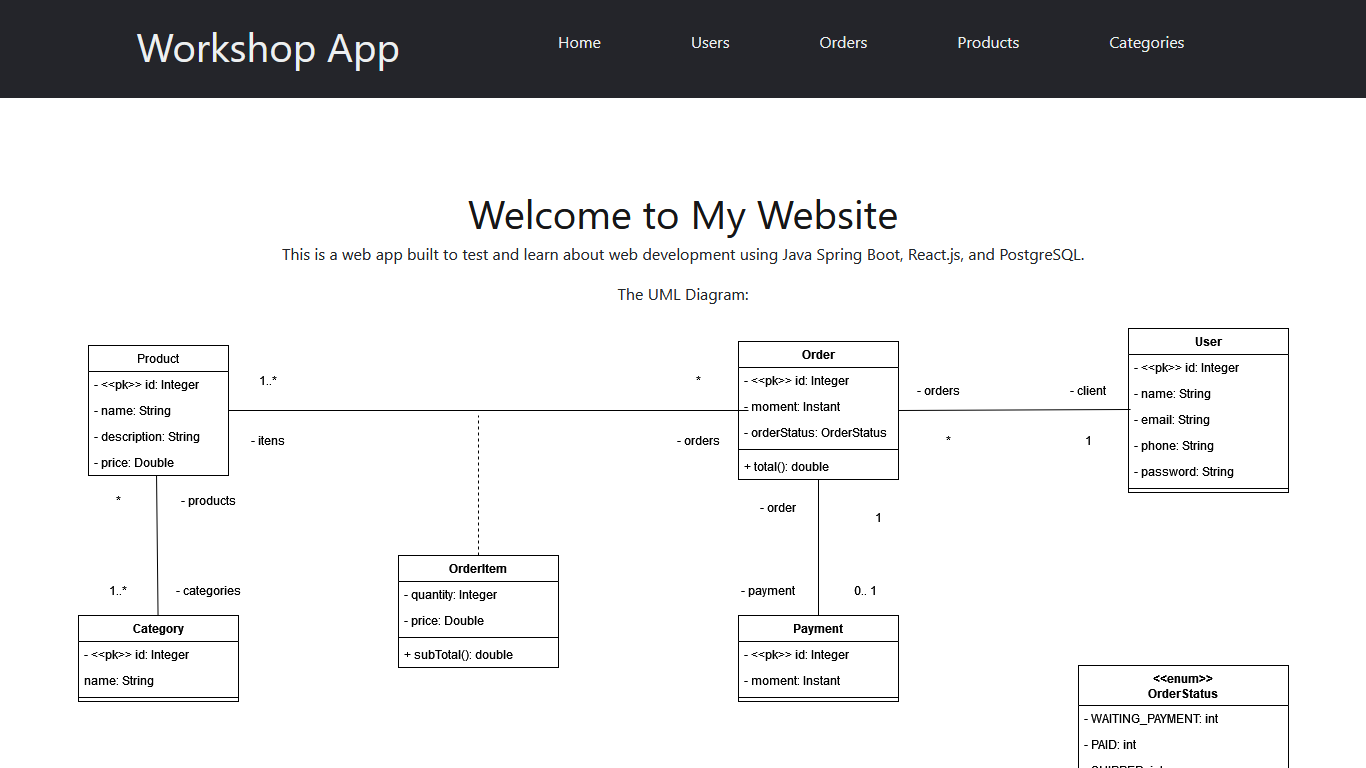 Workshop App
Home
Users
Orders
Products
Categories
Welcome to My Website
This is a web app built to test and learn about web development using Java Spring Boot, React.js, and PostgreSQL.
The UML Diagram:
Product
- <<pk>> id: Integer
- name: String
- description: String
- price: Double
1..*
- itens
*
- orders
Order
- <<pk>> id: Integer
- moment: Instant
- orderStatus: OrderStatus
+ total(): double
- orders
*
- client
1
User
- <<pk>> id: Integer
- name: String
- email: String
- phone: String
- password: String
*
- products
1..*
- categories
Category
- <<pk>> id: Integer
name: String
OrderItem
- quantity: Integer
- price: Double
+ subTotal(): double
- order
1
- payment
0.. 1
Payment
- <<pk>> id: Integer
- moment: Instant
<<enum>>
OrderStatus
- WAITING_PAYMENT: int
- PAID: int